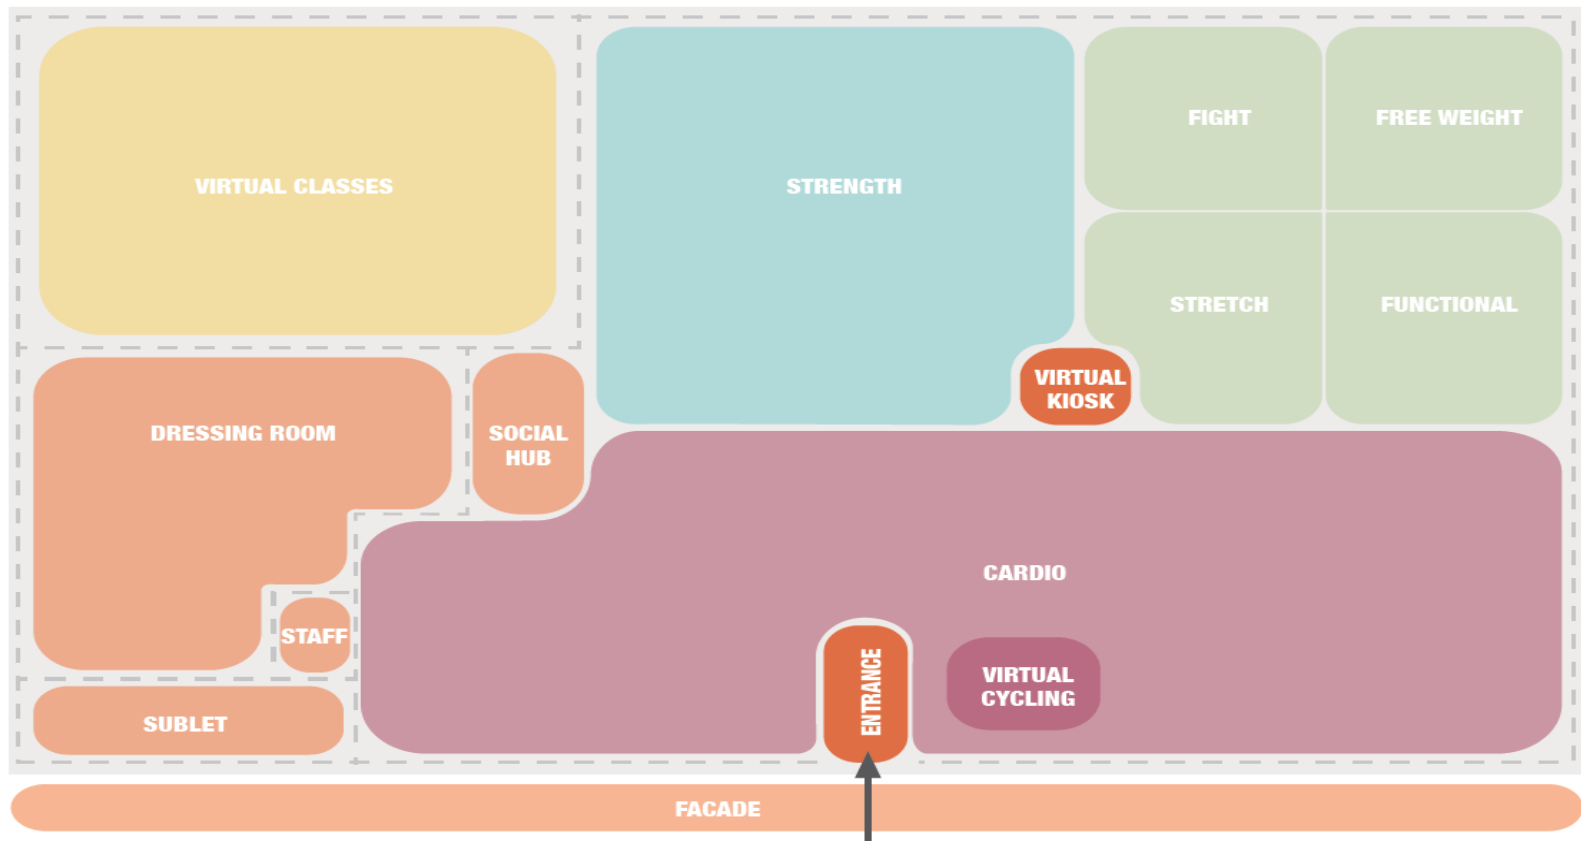 VIRTUAL CLASSES
STRENGTH
FIGHT
FREE WEIGHT
STRETCH
FUNCTIONAL
VIRTUAL
KIOSK
DRESSING ROOM
SOCIAL
HUB
CARDIO
STAFF
ENTRANCE
VIRTUAL
CYCLING
SUBLET
FACADE